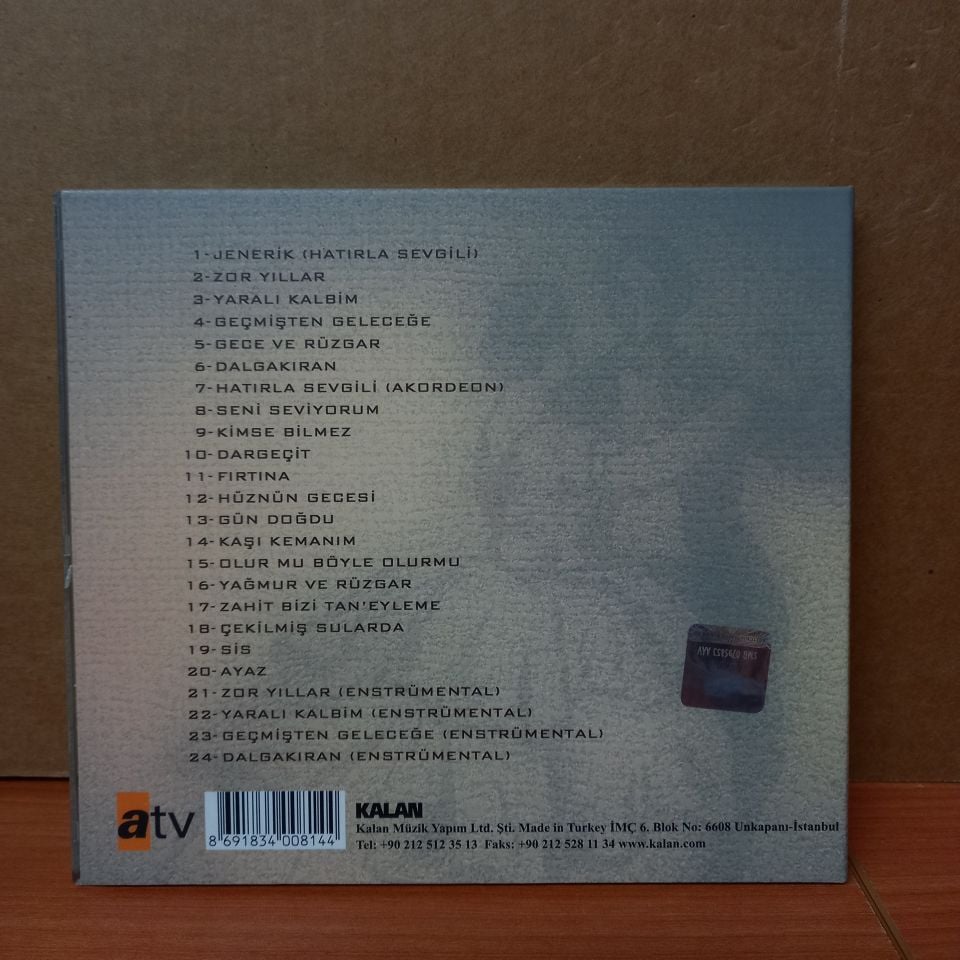 1-JENERİK (HATIRLA SEVGİLİ)
2-ZOR YILLAR
3-YARALI KALBİM
4-GEÇMİŞTEN GELECEĞE
5-GECE VE RÜZGAR
6-DALGAKIRAN
7-HATIRLA SEVGİLİ (AKORDEON)
8-SENİ SEVİYORUM
9-KİMSE BİLMEZ
10-DARGEÇİT
11-FIRTINA
12-HÜZNÜN GECESİ
13-GÜN DOĞDU
14-KAŞI KEMANIM
15-OLUR MU BÖYLE OLURMU
16-YAĞMUR VE RÜZGAR
17-ZAHİT BİZİ TAN'EYLEME
18-ÇEKİLMİŞ SULARDA
19-SİS
20-AYAZ
21-ZOR YILLAR (ENSTRÜMENTAL)
22-YARALI KALBİM (ENSTRÜMENTAL)
23-GEÇMİŞTEN GELECEĞE (ENSTRÜMENTAL)
24-DALGAKIRAN (ENSTRÜMENTAL)
atv
8 691834 008144
KALAN
Kalan Müzik Yapım Ltd. Şti. Made in Turkey İMÇ 6. Blok No: 6608 Unkapanı-İstanbul
Tel: +90 212 512 35 13 Faks: +90 212 528 11 34 www.kalan.com